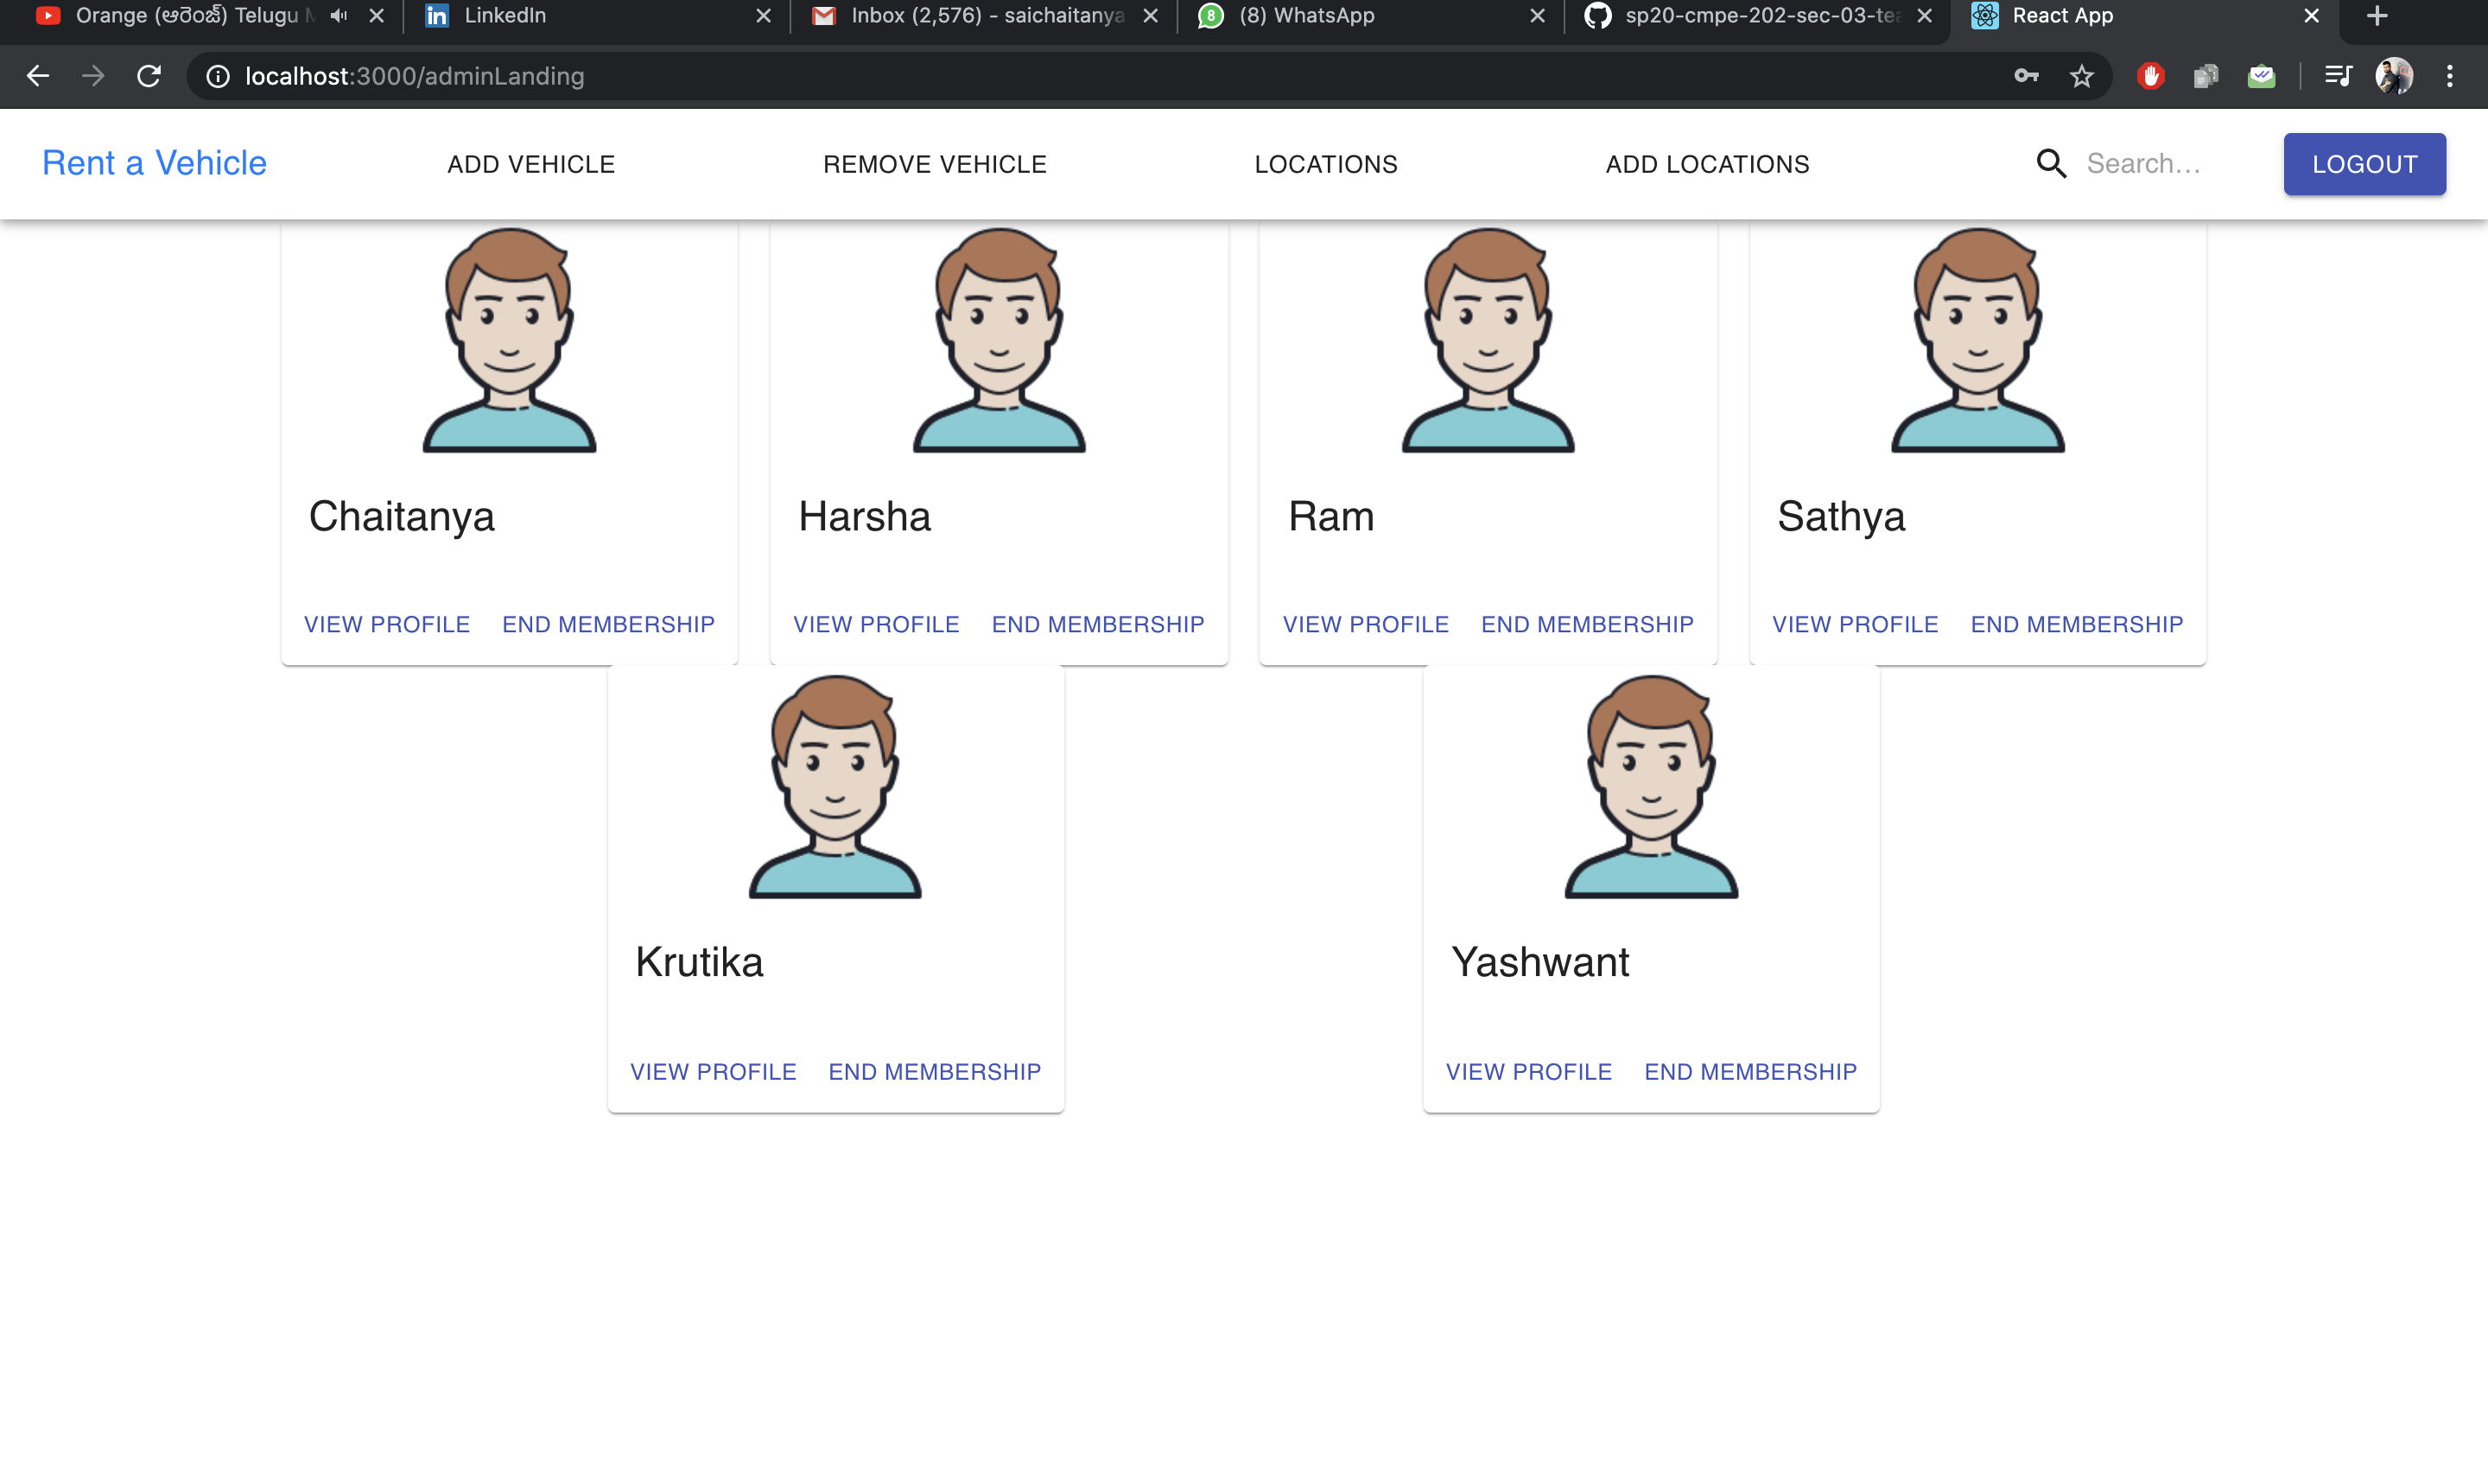 Orange (ఆరెంజ్) Telugu
LinkedIn
Inbox (2,576) - saichaitanya
8
(8) WhatsApp
sp20-cmpe-202-sec-03-tea
React App
localhost:3000/adminLanding
Rent a Vehicle
ADD VEHICLE
REMOVE VEHICLE
LOCATIONS
ADD LOCATIONS
Search…
LOGOUT
Chaitanya
Harsha
Ram
Sathya
VIEW PROFILE END MEMBERSHIP
VIEW PROFILE END MEMBERSHIP
VIEW PROFILE END MEMBERSHIP
VIEW PROFILE END MEMBERSHIP
Krutika
Yashwant
VIEW PROFILE END MEMBERSHIP
VIEW PROFILE END MEMBERSHIP